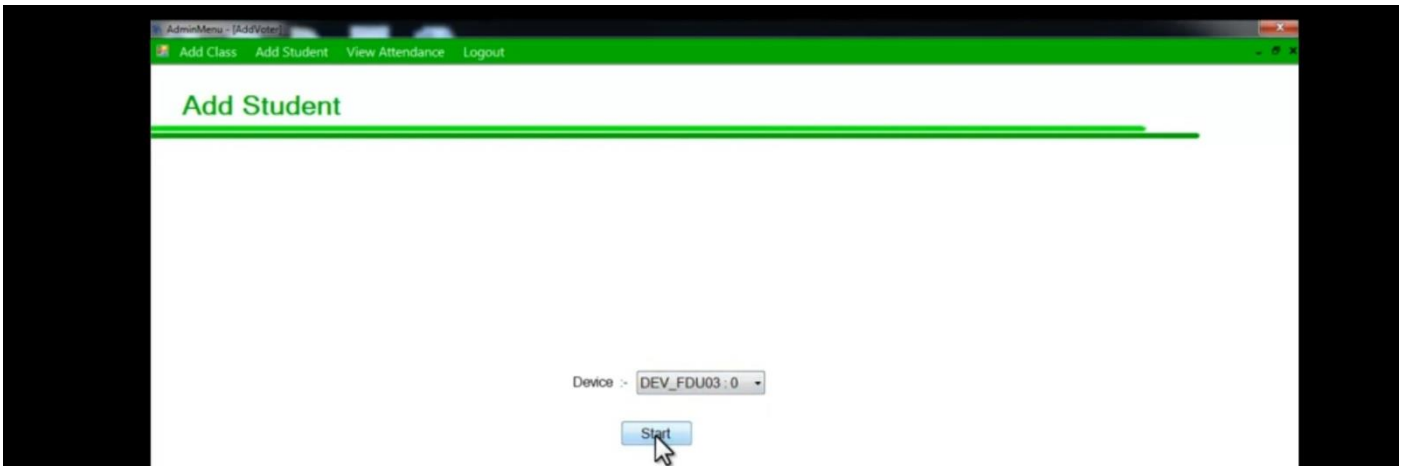 AdminMenu - [AddVoter]
Add Class Add Student View Attendance Logout
Add Student
Device :- DEV_FDU03 : 0
Start